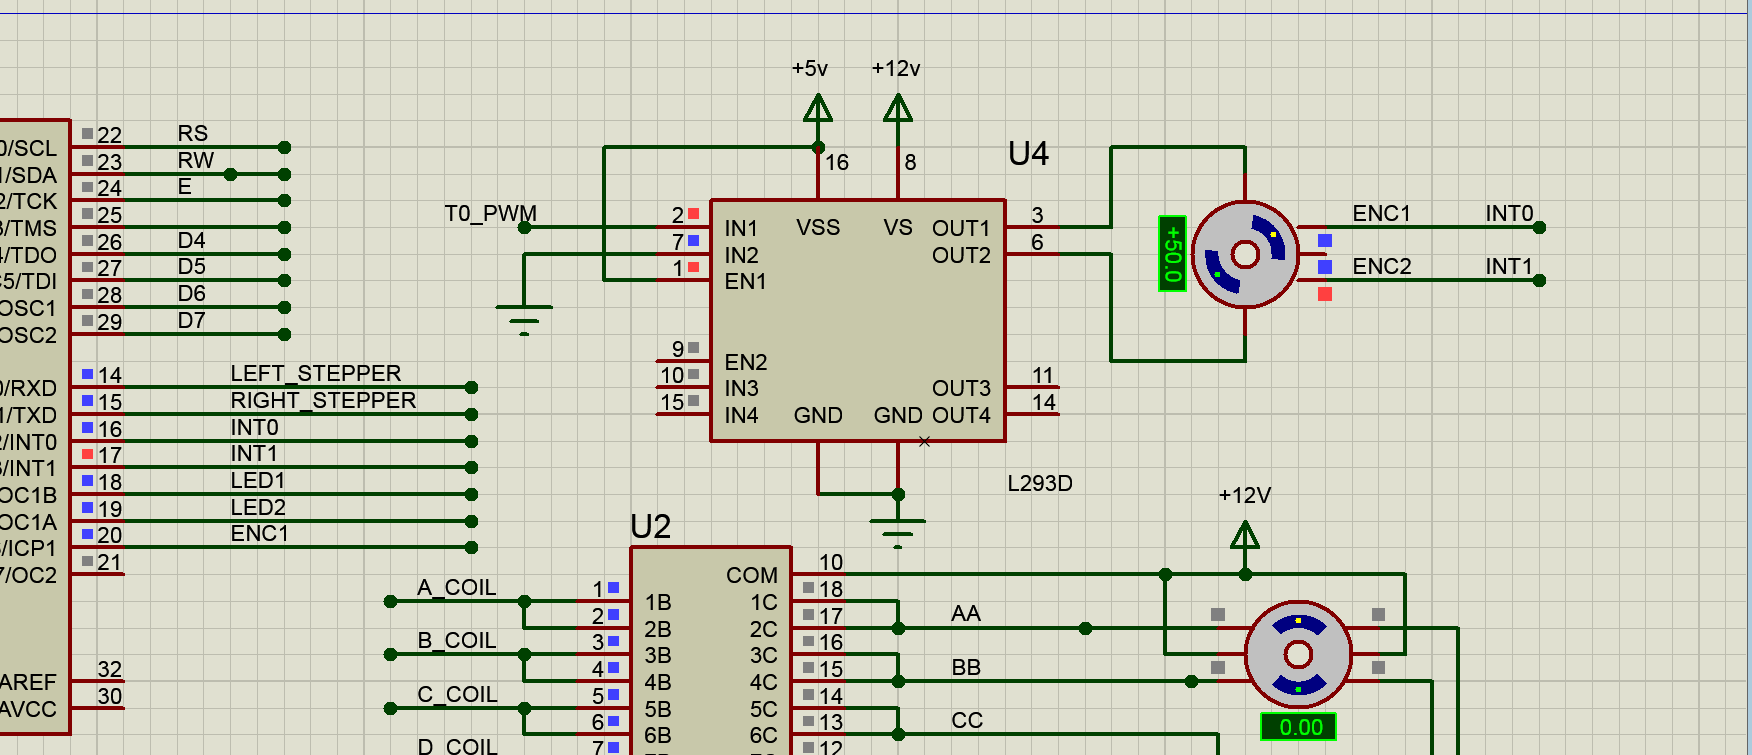 +5v +12v
U4
22 RS
0/SCL
23 RW
1/SDA
24 E
2/TCK
25
3/TMS
26 D4
4/TDO
27 D5
C5/TDI
28 D6
OSC1
29 D7
OSC2
14 LEFT_STEPPER
0/RXD
15 RIGHT_STEPPER
1/TXD
16 INT0
2/INT0
17 INT1
3/INT1
18 LED1
OC1B
19 LED2
OC1A
20 ENC1
/ICP1
21
7/OC2
32
AREF
30
AVCC
T0_PWM
16 8
2 IN1 VSS VS OUT1 3
7 IN2 OUT2 6
1 EN1
9 EN2
10 IN3 OUT3 11
15 IN4 GND GND OUT4 14
L293D
+50.0
ENC1 INT0
ENC2 INT1
U2
+12V
COM 10
A_COIL 1 1B 1C 18
2 2B 2C 17 AA
B_COIL 3 3B 3C 16
4 4B 4C 15 BB
C_COIL 5 5B 5C 14
6 6B 6C 13 CC
D_COIL 7 12
0.00